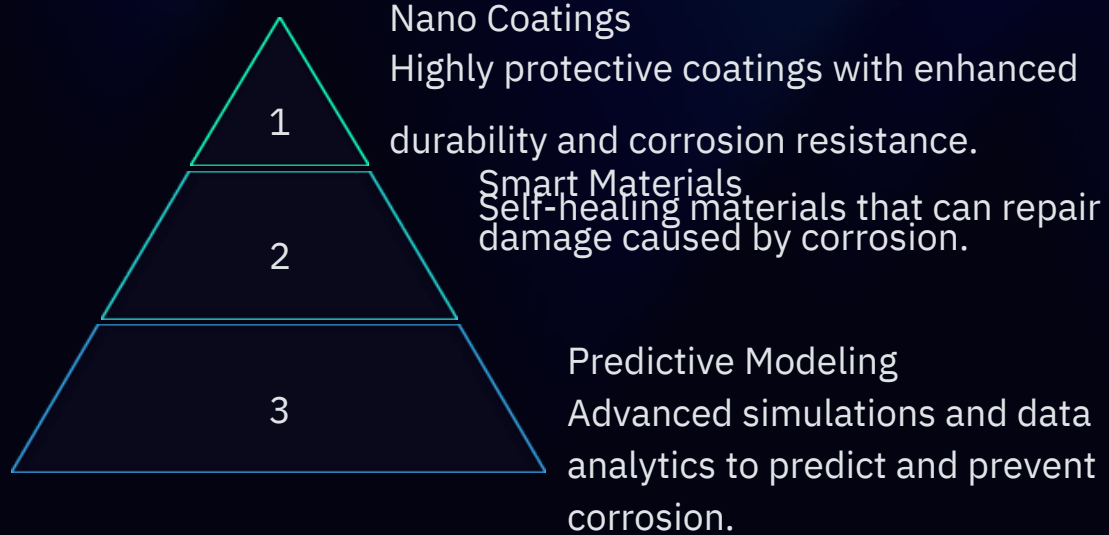 Nano Coatings
Highly protective coatings with enhanced
durability and corrosion resistance.
1
Smart Materials
Self-healing materials that can repair
damage caused by corrosion.
2
Predictive Modeling
Advanced simulations and data
analytics to predict and prevent
corrosion.
3